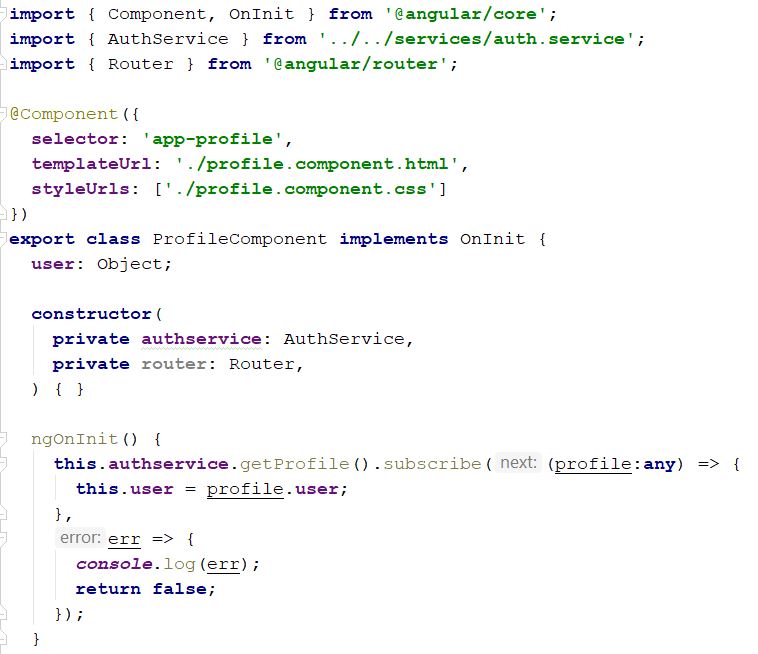 import { Component, OnInit } from '@angular/core';
import { AuthService } from '../../services/auth.service';
import { Router } from '@angular/router';

@Component({
  selector: 'app-profile',
  templateUrl: './profile.component.html',
  styleUrls: ['./profile.component.css']
})
export class ProfileComponent implements OnInit {
  user: Object;

  constructor(
    private authservice: AuthService,
    private router: Router,
  ) { }

  ngOnInit() {
    this.authservice.getProfile().subscribe( next: (profile:any) => {
      this.user = profile.user;
    },
    error: err => {
      console.log(err);
      return false;
    });
  }